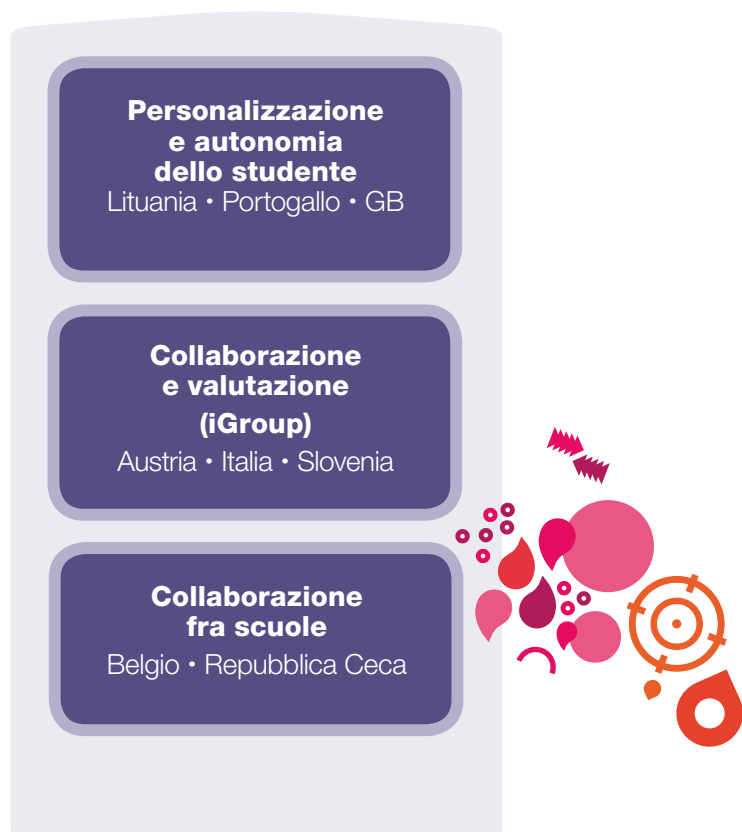 Personalizzazione
e autonomia
dello studente
Lituania • Portogallo • GB
Collaborazione
e valutazione
(iGroup)
Austria • Italia • Slovenia
Collaborazione
fra scuole
Belgio • Repubblica Ceca